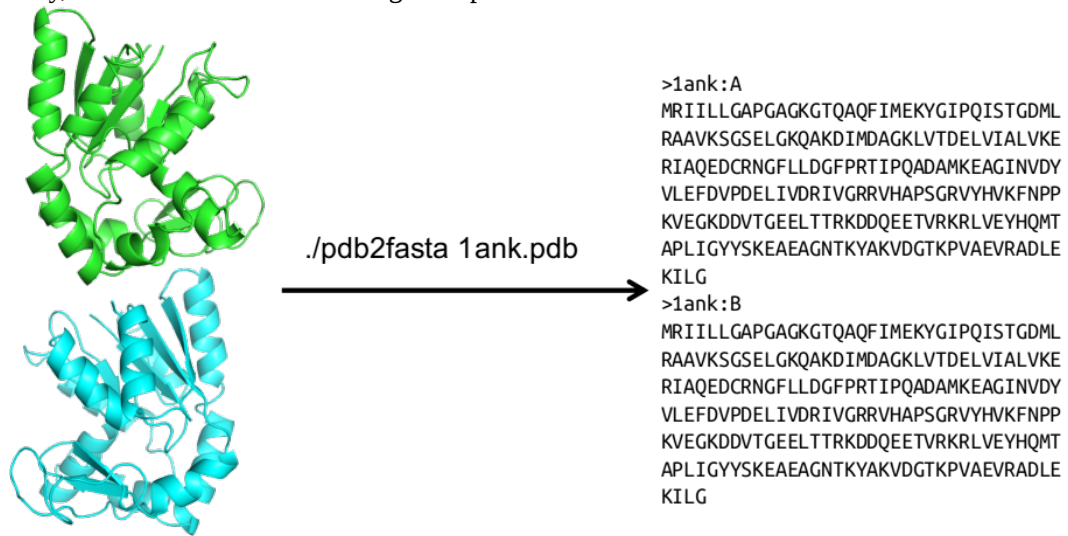 ./pdb2fasta 1ank.pdb
>1ank:A
MRIILLGAPGAGKGTQAQFIMEKYGIPQISTGDML
RAAVKSGSELGKQAKDIMDAGKLVTDELVIALVKE
RIAQEDCRNGFLLDGFPRTIPQADAMKEAGINVDY
VLEFDVPDELIVDRIVGRRVHAPSGRVYHVKFNPP
KVEGKDDVTGEELTTRKDDQEETVRKRLVEYHQMT
APLIGYYSKEAEAGNTKYAKVDGTKPVAEVRADLE
KILG
>1ank:B
MRIILLGAPGAGKGTQAQFIMEKYGIPQISTGDML
RAAVKSGSELGKQAKDIMDAGKLVTDELVIALVKE
RIAQEDCRNGFLLDGFPRTIPQADAMKEAGINVDY
VLEFDVPDELIVDRIVGRRVHAPSGRVYHVKFNPP
KVEGKDDVTGEELTTRKDDQEETVRKRLVEYHQMT
APLIGYYSKEAEAGNTKYAKVDGTKPVAEVRADLE
KILG